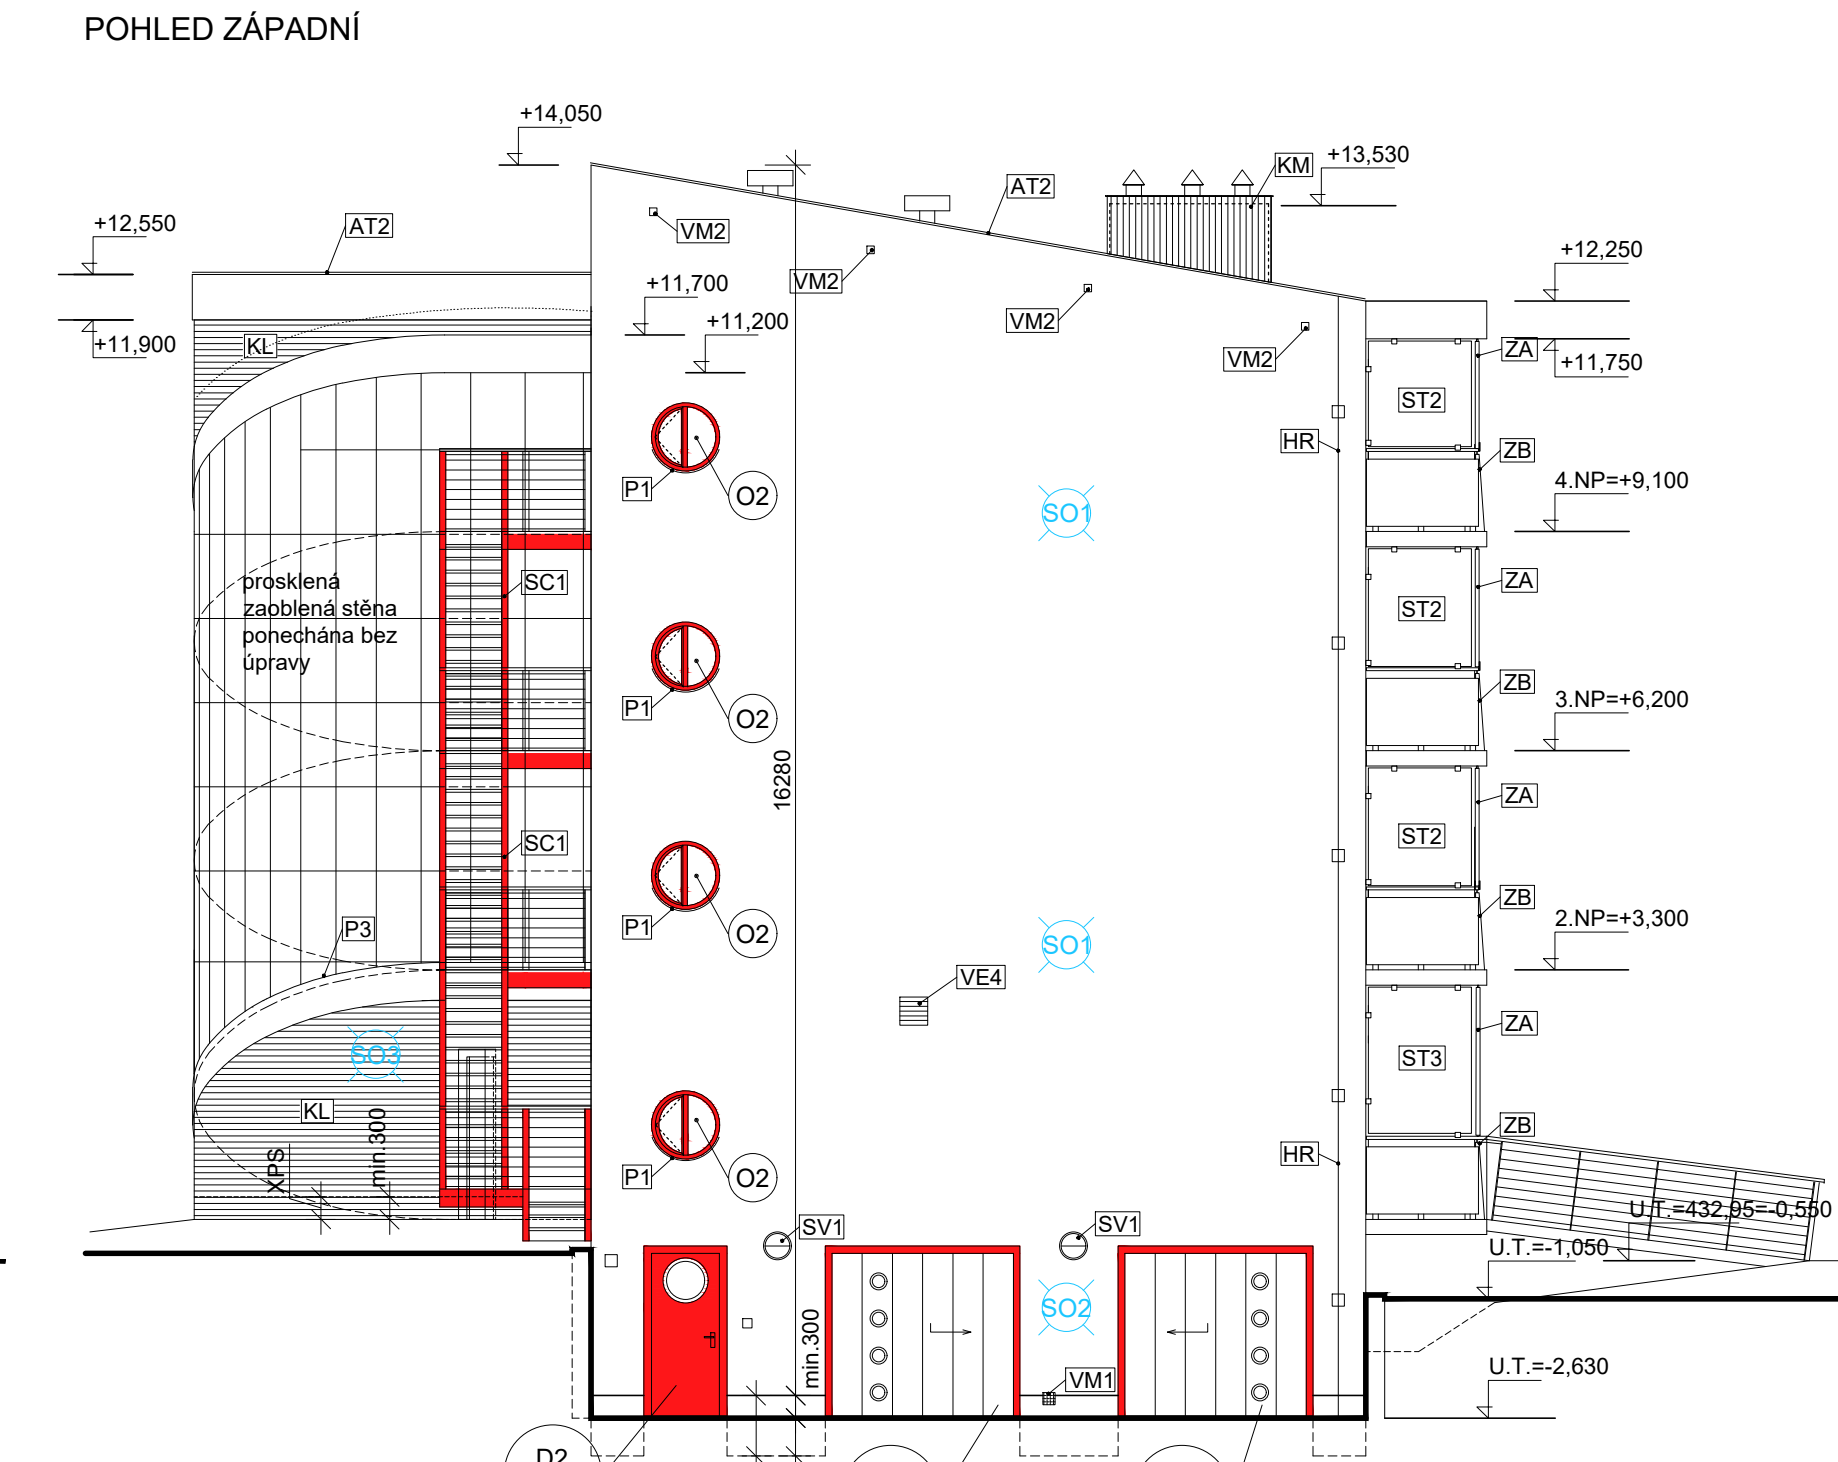 POHLED ZÁPADNÍ
+14,050
KM
+13,530
AT2
+12,550
AT2
VM2
+12,250
VM2
+11,700
VM2
+11,200
+11,900
KL
VM2
ZA
+11,750
ST2
HR
ZB
P1
O2
4.NP=+9,100
SO1
prosklená
zaoblená stěna
ponechána bez
úpravy
SC1
ZA
ST2
ZB
P1
O2
3.NP=+6,200
16280
ZA
SC1
ST2
ZB
P3
P1
O2
2.NP=+3,300
SO1
VE4
ZA
SO3
ST3
KL
min.300
XPS
ZB
HR
P1
O2
U.T.=432,95=-0,550
SV1
SV1
U.T.=-1,050
SO2
min.300
VM1
U.T.=-2,630
D2